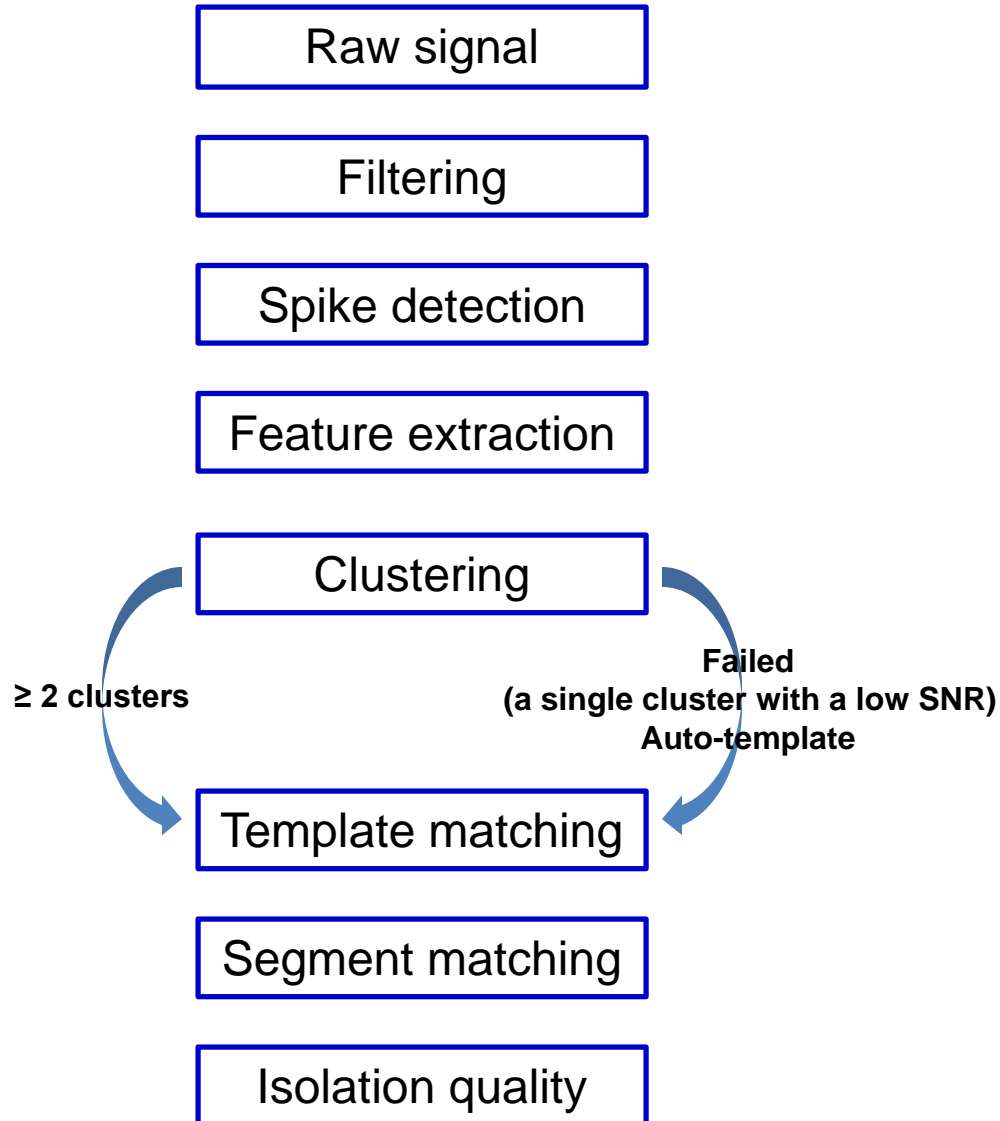 Raw signal
Filtering
Spike detection
Feature extraction
Clustering
≥ 2 clusters
Failed
(a single cluster with a low SNR)
Auto-template
Template matching
Segment matching
Isolation quality